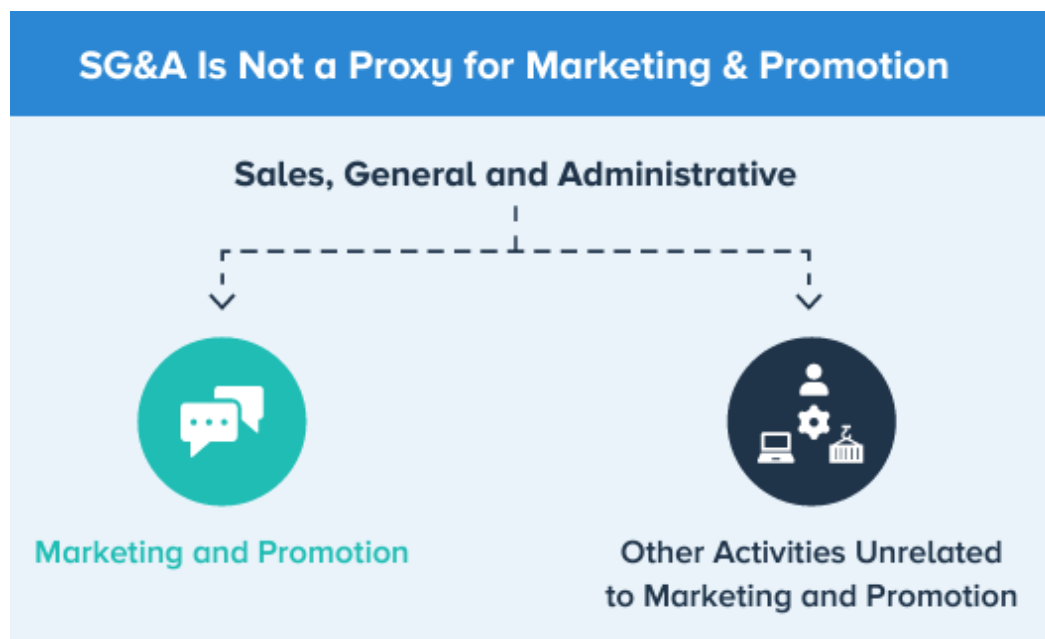 SG&A Is Not a Proxy for Marketing & Promotion
Sales, General and Administrative
Marketing and Promotion
Other Activities Unrelated
to Marketing and Promotion